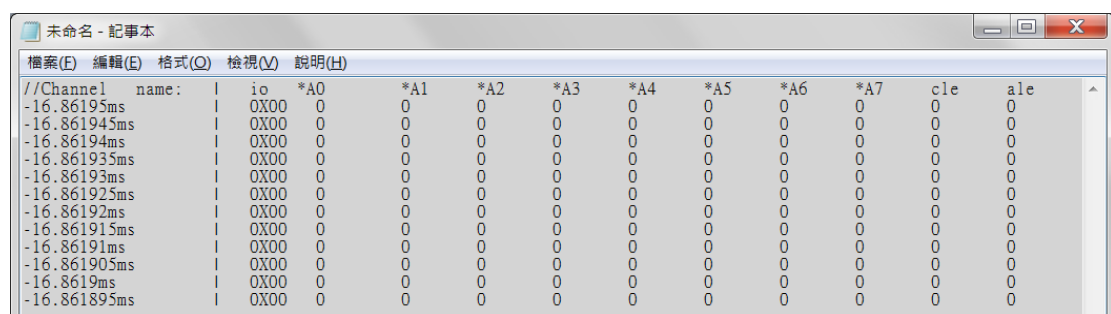 未命名 - 記事本
檔案(F) 編輯(E) 格式(O) 檢視(V) 說明(H)
//Channel name: | io *A0 *A1 *A2 *A3 *A4 *A5 *A6 *A7 cle ale
-16.86195ms | 0X00 0 0 0 0 0 0 0 0 0 0
-16.861945ms | 0X00 0 0 0 0 0 0 0 0 0 0
-16.86194ms | 0X00 0 0 0 0 0 0 0 0 0 0
-16.861935ms | 0X00 0 0 0 0 0 0 0 0 0 0
-16.86193ms | 0X00 0 0 0 0 0 0 0 0 0 0
-16.861925ms | 0X00 0 0 0 0 0 0 0 0 0 0
-16.86192ms | 0X00 0 0 0 0 0 0 0 0 0 0
-16.861915ms | 0X00 0 0 0 0 0 0 0 0 0 0
-16.86191ms | 0X00 0 0 0 0 0 0 0 0 0 0
-16.861905ms | 0X00 0 0 0 0 0 0 0 0 0 0
-16.8619ms | 0X00 0 0 0 0 0 0 0 0 0 0
-16.861895ms | 0X00 0 0 0 0 0 0 0 0 0 0